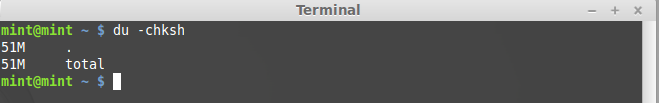 Terminal
mint@mint ~ $ du -chksh
51M     .
51M     total
mint@mint ~ $